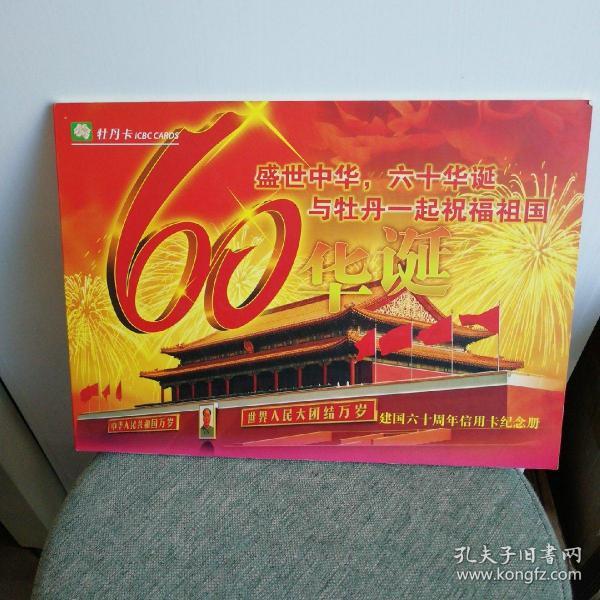 牡丹卡 ICBC CARDS
盛世中华，六十华诞
与牡丹一起祝福祖国
60
华诞
中华人民共和国万岁
世界人民大团结万岁
建国六十周年信用卡纪念册
孔夫子旧书网
www.kongfz.com